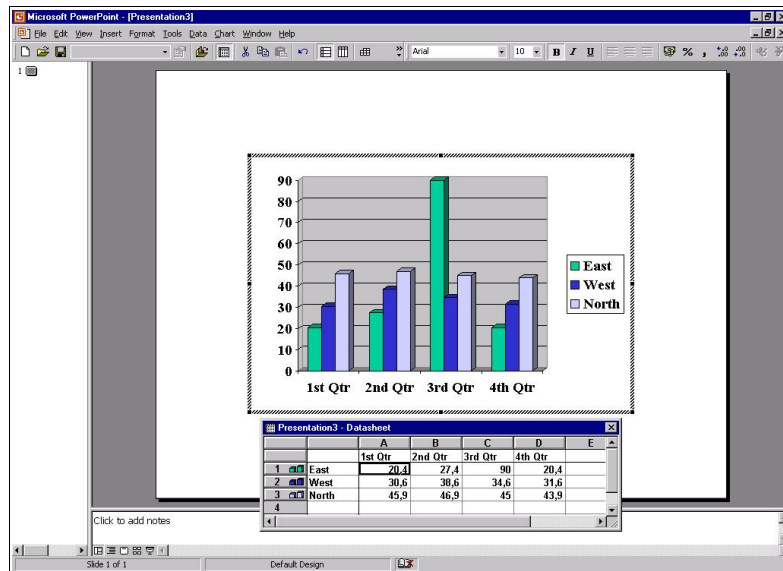 Microsoft PowerPoint - [Presentation3]
File Edit View Insert Format Tools Data Chart Window Help
Arial 10 B I U % ,
1
90
80
70
60
50
40
30
20
10
0
1st Qtr 2nd Qtr 3rd Qtr 4th Qtr
East
West
North
Presentation3 - Datasheet
A B C D E
1st Qtr 2nd Qtr 3rd Qtr 4th Qtr
1 East 20,4 27,4 90 20,4
2 West 30,6 38,6 34,6 31,6
3 North 45,9 46,9 45 43,9
4
Click to add notes
Slide 1 of 1 Default Design